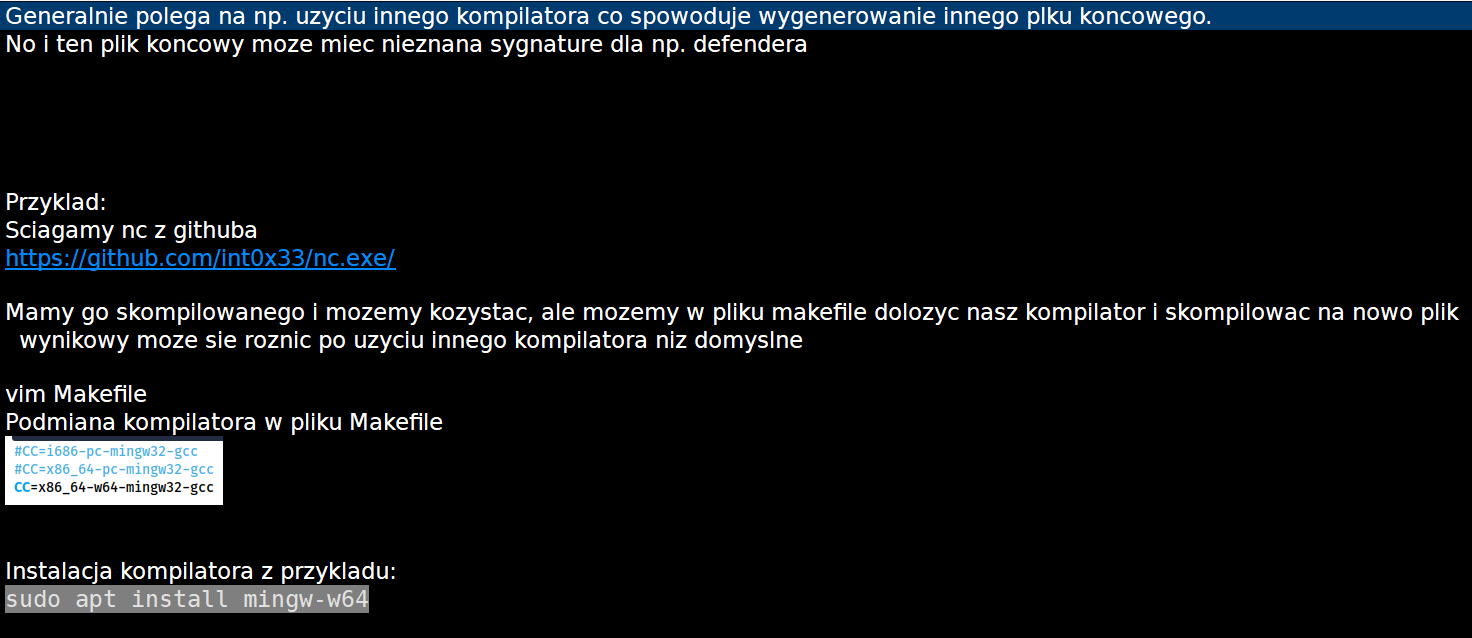 Generalnie polega na np. uzyciu innego kompilatora co spowoduje wygenerowanie innego plku koncowego.
No i ten plik koncowy moze miec nieznana sygnature dla np. defendera
Przyklad:
Sciagamy nc z githuba
https://github.com/int0x33/nc.exe/
Mamy go skompilowanego i mozemy kozystac, ale mozemy w pliku makefile dolozyc nasz kompilator i skompilowac na nowo plik
wynikowy moze sie roznic po uzyciu innego kompilatora niz domyslne
vim Makefile
Podmiana kompilatora w pliku Makefile
#CC=i686-pc-mingw32-gcc
#CC=x86_64-pc-mingw32-gcc
CC=x86_64-w64-mingw32-gcc
Instalacja kompilatora z przykladu:
sudo apt install mingw-w64